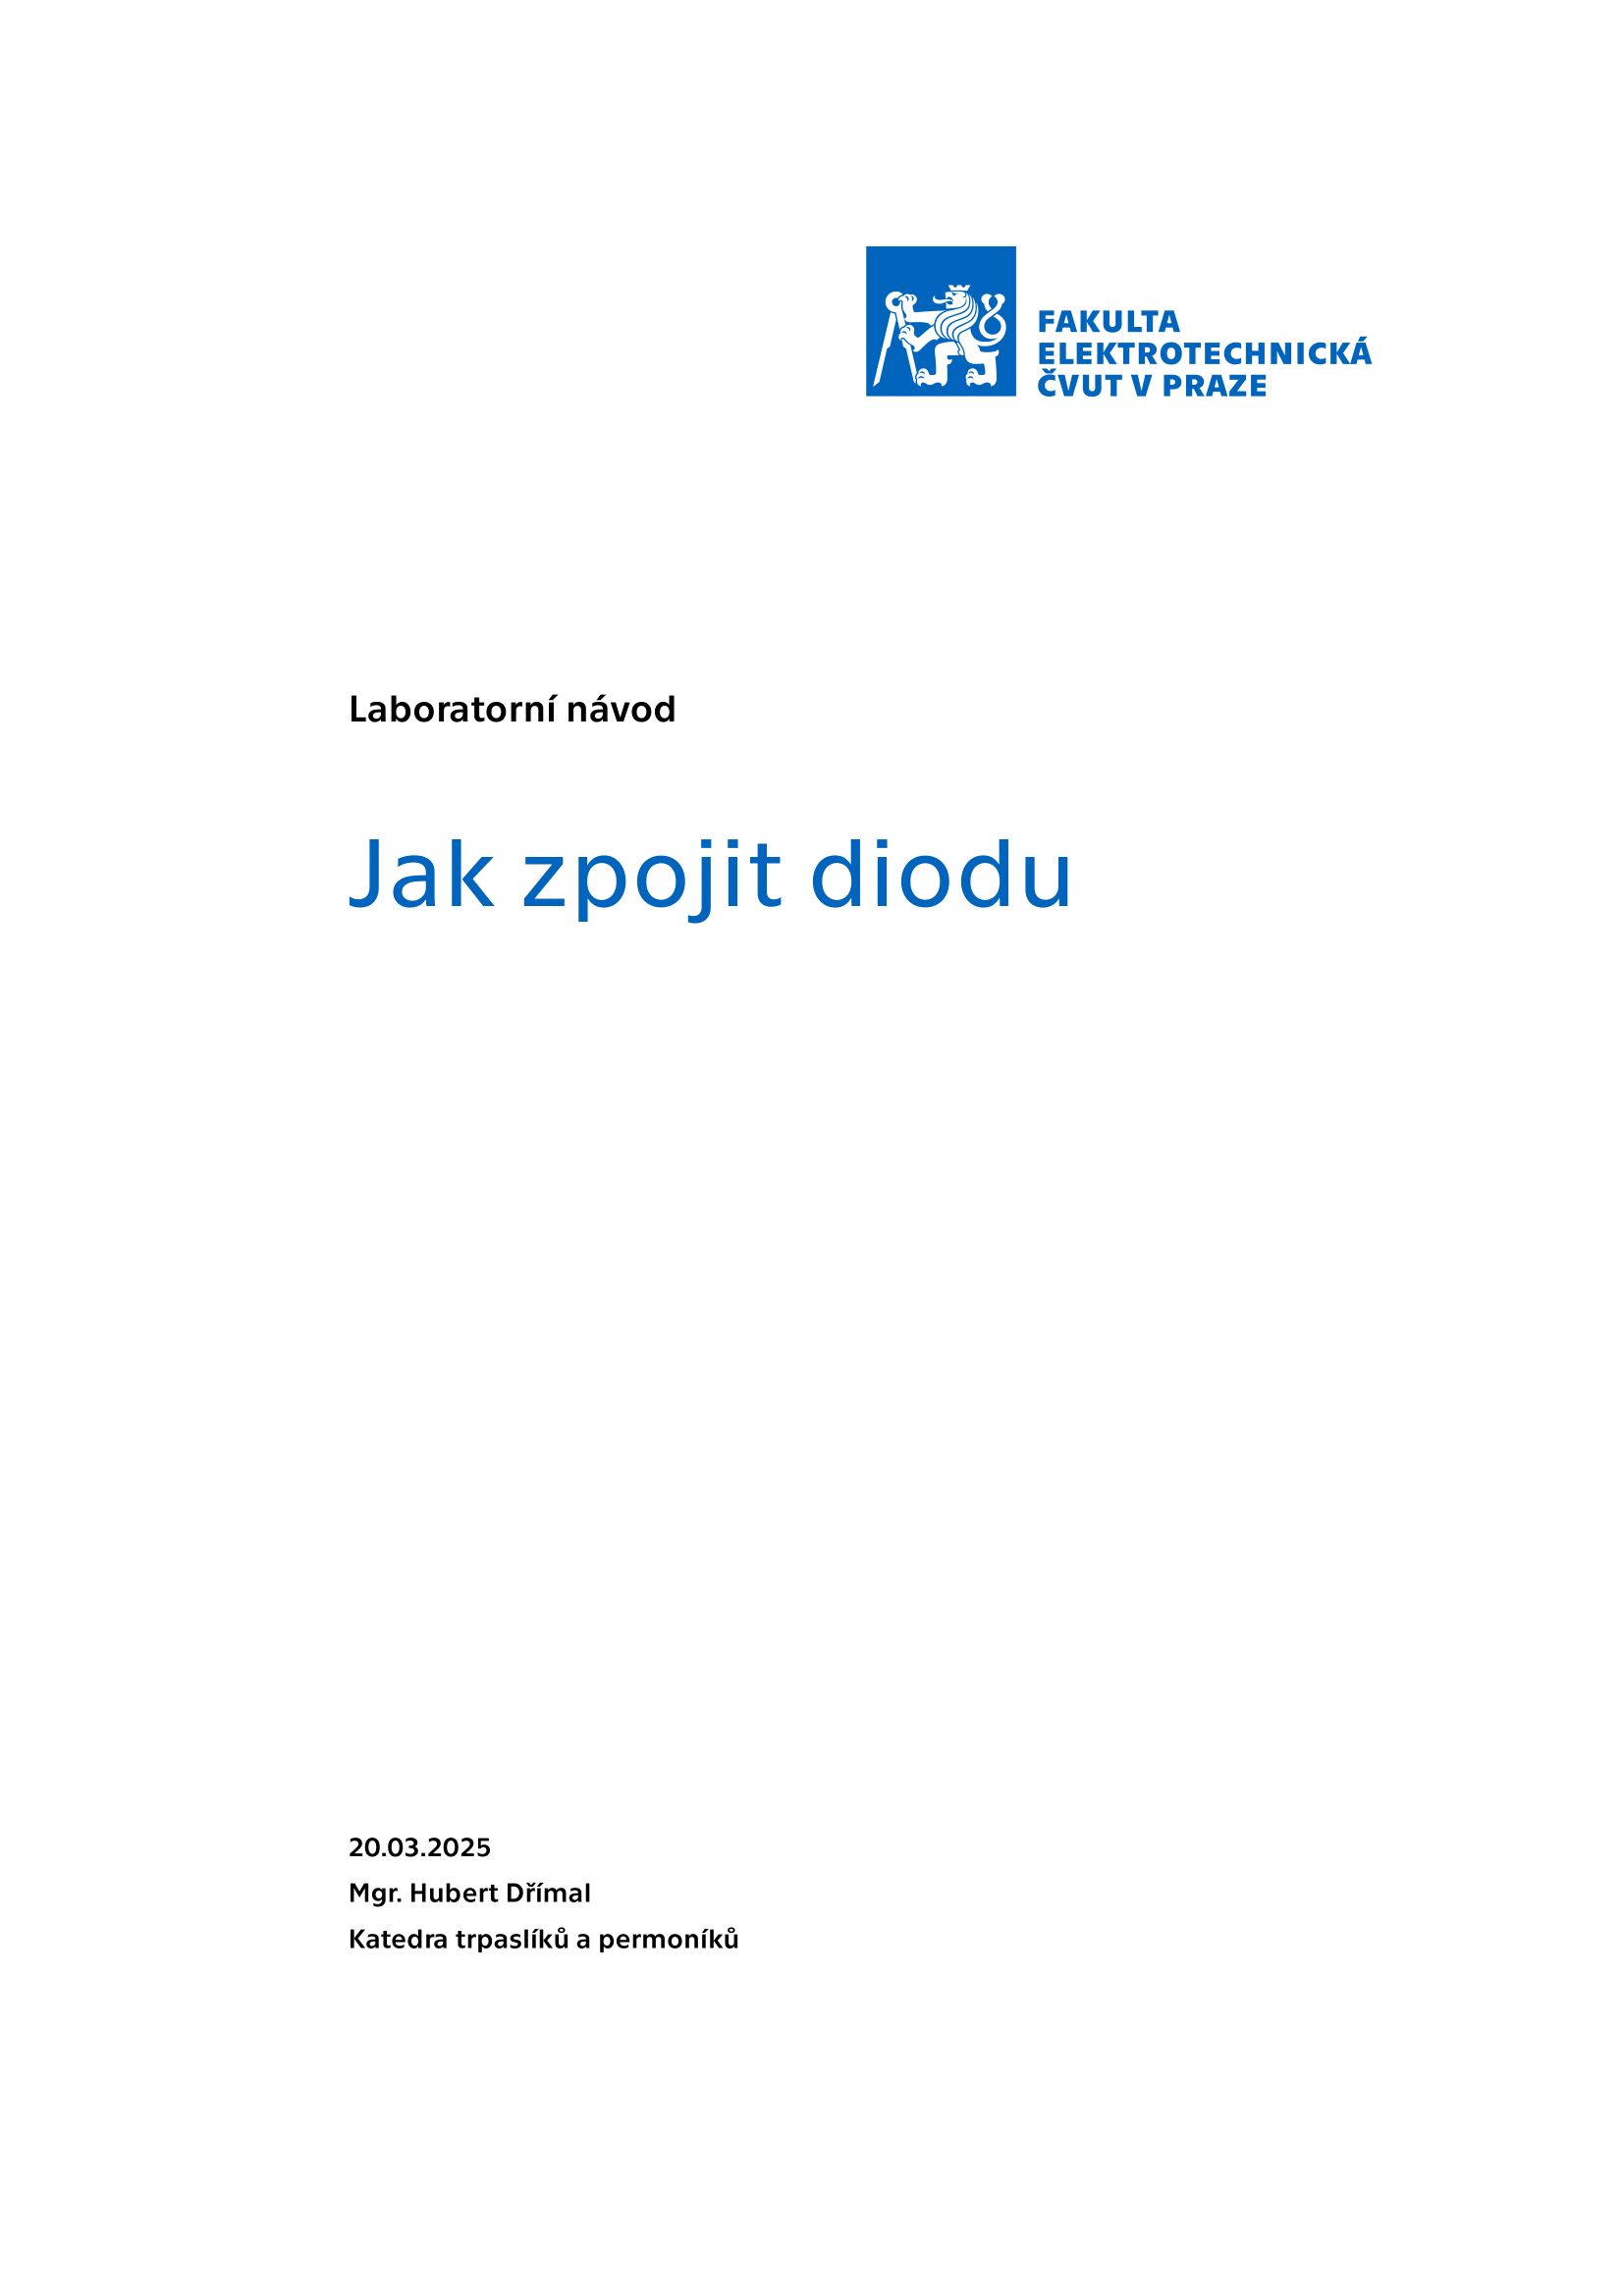 FAKULTA
ELEKTROTECHNICKÁ
ČVUT V PRAZE
Laboratorní návod
Jak zpojit diodu
20.03.2025
Mgr. Hubert Dřímal
Katedra trpaslíků a permoníků